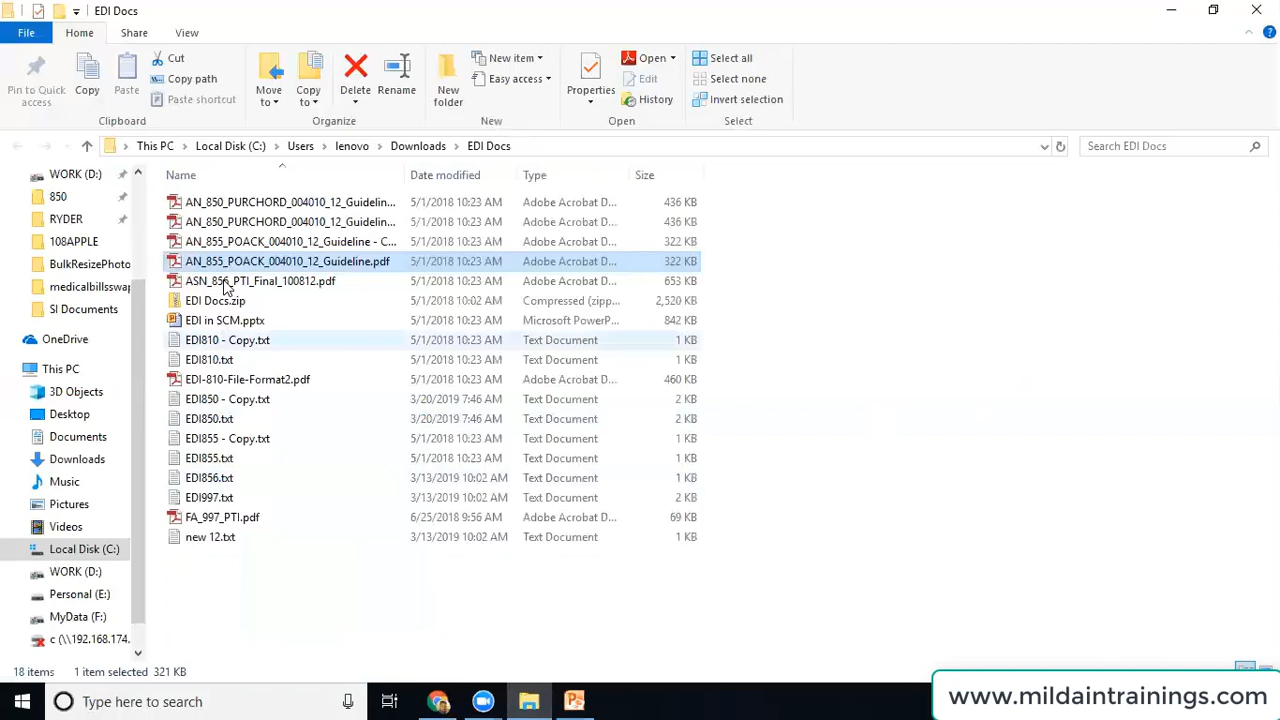 EDI Docs
File Home Share View
Pin to Quick access
Copy
Paste
Cut
Copy path
Paste shortcut
Clipboard
Move to
Copy to
Delete
Rename
Organize
New folder
New item
Easy access
New
Properties
Open
Edit
History
Open
Select all
Select none
Invert selection
Select
This PC Local Disk (C:) Users lenovo Downloads EDI Docs
Search EDI Docs
WORK (D:)
850
RYDER
108APPLE
BulkResizePhoto
medicalbillsswap
SI Documents
OneDrive
This PC
3D Objects
Desktop
Documents
Downloads
Music
Pictures
Videos
Local Disk (C:)
WORK (D:)
Personal (E:)
MyData (F:)
c (\\192.168.174.
Name Date modified Type Size
AN_850_PURCHORD_004010_12_Guidelin... 5/1/2018 10:23 AM Adobe Acrobat D... 436 KB
AN_850_PURCHORD_004010_12_Guidelin... 5/1/2018 10:23 AM Adobe Acrobat D... 436 KB
AN_855_POACK_004010_12_Guideline - C... 5/1/2018 10:23 AM Adobe Acrobat D... 322 KB
AN_855_POACK_004010_12_Guideline.pdf 5/1/2018 10:23 AM Adobe Acrobat D... 322 KB
ASN_856_PTI_Final_100812.pdf 5/1/2018 10:23 AM Adobe Acrobat D... 653 KB
EDI Docs.zip 5/1/2018 10:02 AM Compressed (zipp... 2,520 KB
EDI in SCM.pptx 5/1/2018 10:23 AM Microsoft PowerP... 842 KB
EDI810 - Copy.txt 5/1/2018 10:23 AM Text Document 1 KB
EDI810.txt 5/1/2018 10:23 AM Text Document 1 KB
EDI-810-File-Format2.pdf 5/1/2018 10:23 AM Adobe Acrobat D... 460 KB
EDI850 - Copy.txt 3/20/2019 7:46 AM Text Document 2 KB
EDI850.txt 3/20/2019 7:46 AM Text Document 2 KB
EDI855 - Copy.txt 5/1/2018 10:23 AM Text Document 1 KB
EDI855.txt 5/1/2018 10:23 AM Text Document 1 KB
EDI856.txt 3/13/2019 10:02 AM Text Document 1 KB
EDI997.txt 3/13/2019 10:02 AM Text Document 2 KB
FA_997_PTI.pdf 6/25/2018 9:56 AM Adobe Acrobat D... 69 KB
new 12.txt 3/13/2019 10:02 AM Text Document 1 KB
18 items 1 item selected 321 KB
Type here to search
www.mildaintrainings.com